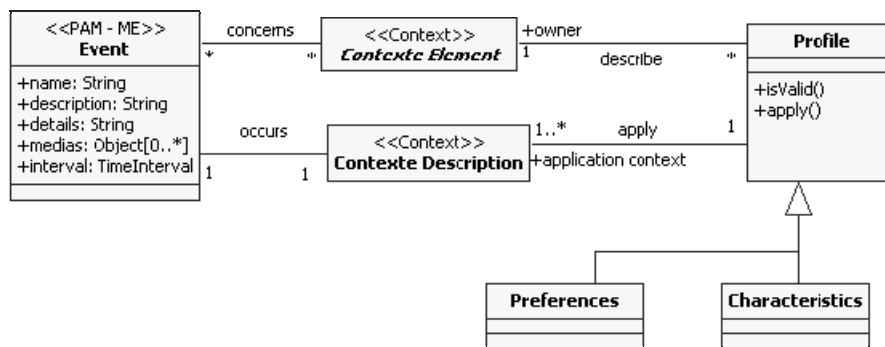 <<PAM - ME>>
Event
+name: String
+description: String
+details: String
+medias: Object[0..*]
+interval: TimeInterval
concerns
*
*
<<Context>>
Contexte Element
+owner
1
describe
*
Profile
+isValid()
+apply()
occurs
1
1
<<Context>>
Contexte Description
1..*
apply
1
+application context
Preferences
Characteristics